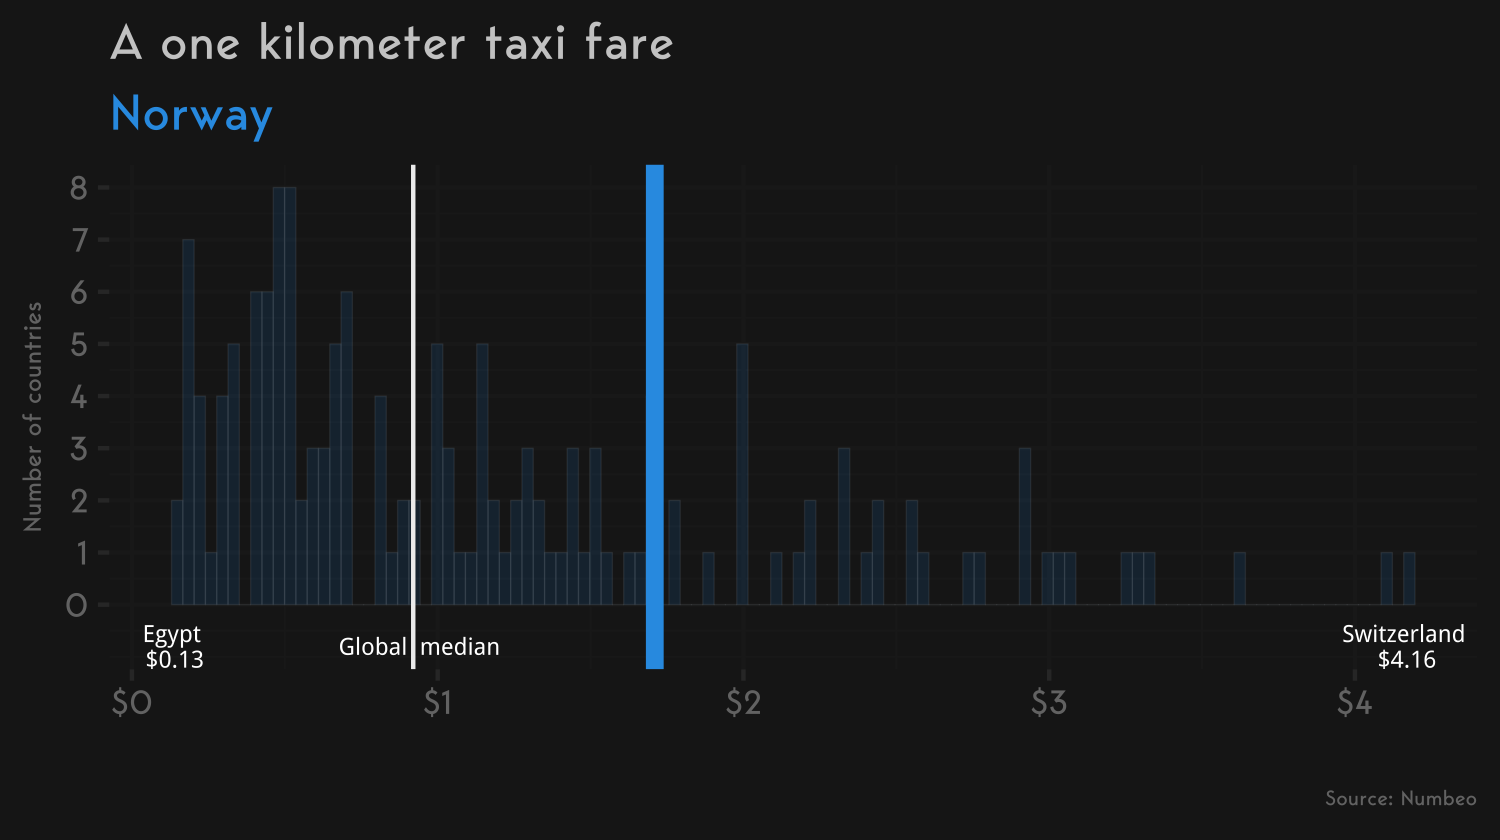 A one kilometer taxi fare
Norway
Number of countries
8
7
6
5
4
3
2
1
0
Egypt
$0.13
Global median
Switzerland
$4.16
$0 $1 $2 $3 $4
Source: Numbeo